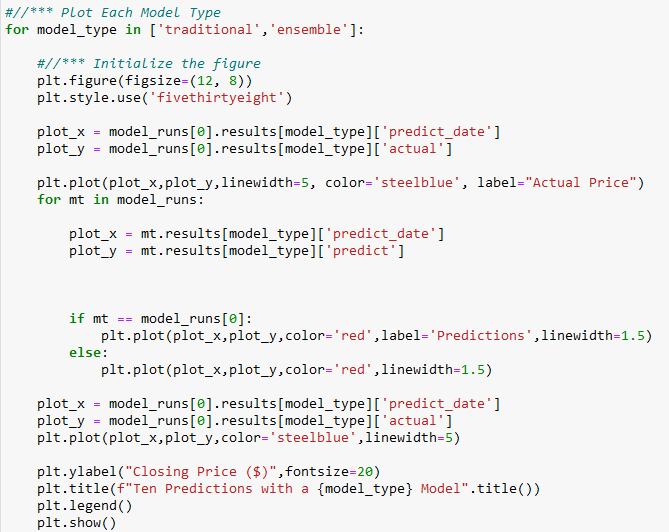 #//*** Plot Each Model Type
for model_type in ['traditional','ensemble']:
    #//*** Initialize the figure
    plt.figure(figsize=(12, 8))
    plt.style.use('fivethirtyeight')
    plot_x = model_runs[0].results[model_type]['predict_date']
    plot_y = model_runs[0].results[model_type]['actual']
    plt.plot(plot_x,plot_y,linewidth=5, color='steelblue', label="Actual Price")
    for mt in model_runs:
        plot_x = mt.results[model_type]['predict_date']
        plot_y = mt.results[model_type]['predict']
        if mt == model_runs[0]:
            plt.plot(plot_x,plot_y,color='red',label='Predictions',linewidth=1.5)
        else:
            plt.plot(plot_x,plot_y,color='red',linewidth=1.5)
    plot_x = model_runs[0].results[model_type]['predict_date']
    plot_y = model_runs[0].results[model_type]['actual']
    plt.plot(plot_x,plot_y,color='steelblue',linewidth=5)
    plt.ylabel("Closing Price ($)",fontsize=20)
    plt.title(f"Ten Predictions with a {model_type} Model".title())
    plt.legend()
    plt.show()